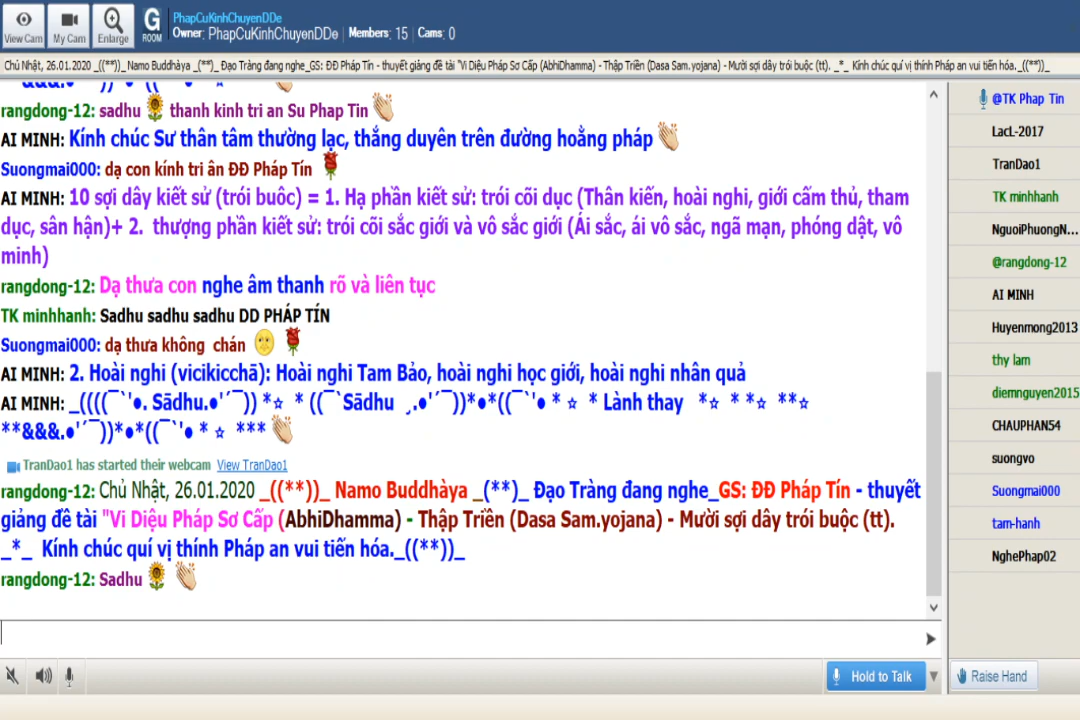 View Cam
My Cam
Enlarge
G
ROOM
PhapCuKinhChuyenDDe
Owner: PhapCuKinhChuyenDDe Members: 15 Cams: 0
Chủ Nhật, 26.01.2020 _((**))_ Namo Buddhàya _(**)_ Đạo Tràng đang nghe_GS: ĐĐ Pháp Tín - thuyết giảng đề tài "Vi Diệu Pháp Sơ Cấp (AbhiDhamma) - Thập Triền (Dasa Sam.yojana) - Mười sợi dây trói buộc (tt). _*_ Kính chúc quí vị thính Pháp an vui tiến hóa._((**))_
rangdong-12: sadhu 🌻 thanh kinh tri an Su Phap Tin 👏
AI MINH: Kính chúc Sư thân tâm thường lạc, thắng duyên trên đường hoằng pháp 👏
Suongmai000: dạ con kính tri ân ĐĐ Pháp Tín 🌹
AI MINH: 10 sợi dây kiết sử (trói buôc) = 1. Hạ phần kiết sử: trói cõi dục (Thân kiến, hoài nghi, giới cấm thủ, tham
dục, sân hận)+ 2. thượng phần kiết sử: trói cõi sắc giới và vô sắc giới (Ái sắc, ái vô sắc, ngã mạn, phóng dật, vô
minh)
rangdong-12: Dạ thưa con nghe âm thanh rõ và liên tục
TK minhhanh: Sadhu sadhu sadhu DD PHÁP TÍN
Suongmai000: dạ thưa không chán 🌝 🌹
AI MINH: 2. Hoài nghi (vicikicchā): Hoài nghi Tam Bảo, hoài nghi học giới, hoài nghi nhân quả
AI MINH: _((((¯`'●. Sādhu.●'´¯)) *☆ * ((¯`Sādhu ¸.●'´¯))*●*((¯`'● * ☆ * Lành thay *☆ * *☆ **☆
**&&&.●'´¯))*●*((¯`'● * ☆ *** 👏
TranDao1 has started their webcam View TranDao1
rangdong-12: Chủ Nhật, 26.01.2020 _((**))_ Namo Buddhàya _(**)_ Đạo Tràng đang nghe_GS: ĐĐ Pháp Tín - thuyết
giảng đề tài "Vi Diệu Pháp Sơ Cấp (AbhiDhamma) - Thập Triền (Dasa Sam.yojana) - Mười sợi dây trói buộc (tt).
_*_ Kính chúc quí vị thính Pháp an vui tiến hóa._((**))_
rangdong-12: Sadhu 🌻 👏
Hold to Talk
@TK Phap Tin
LacL-2017
TranDao1
TK minhhanh
NguoiPhuongN...
@rangdong-12
AI MINH
Huyenmong2013
thy lam
diemnguyen2015
CHAUPHAN54
suongvo
Suongmai000
tam-hanh
NghePhap02
Raise Hand